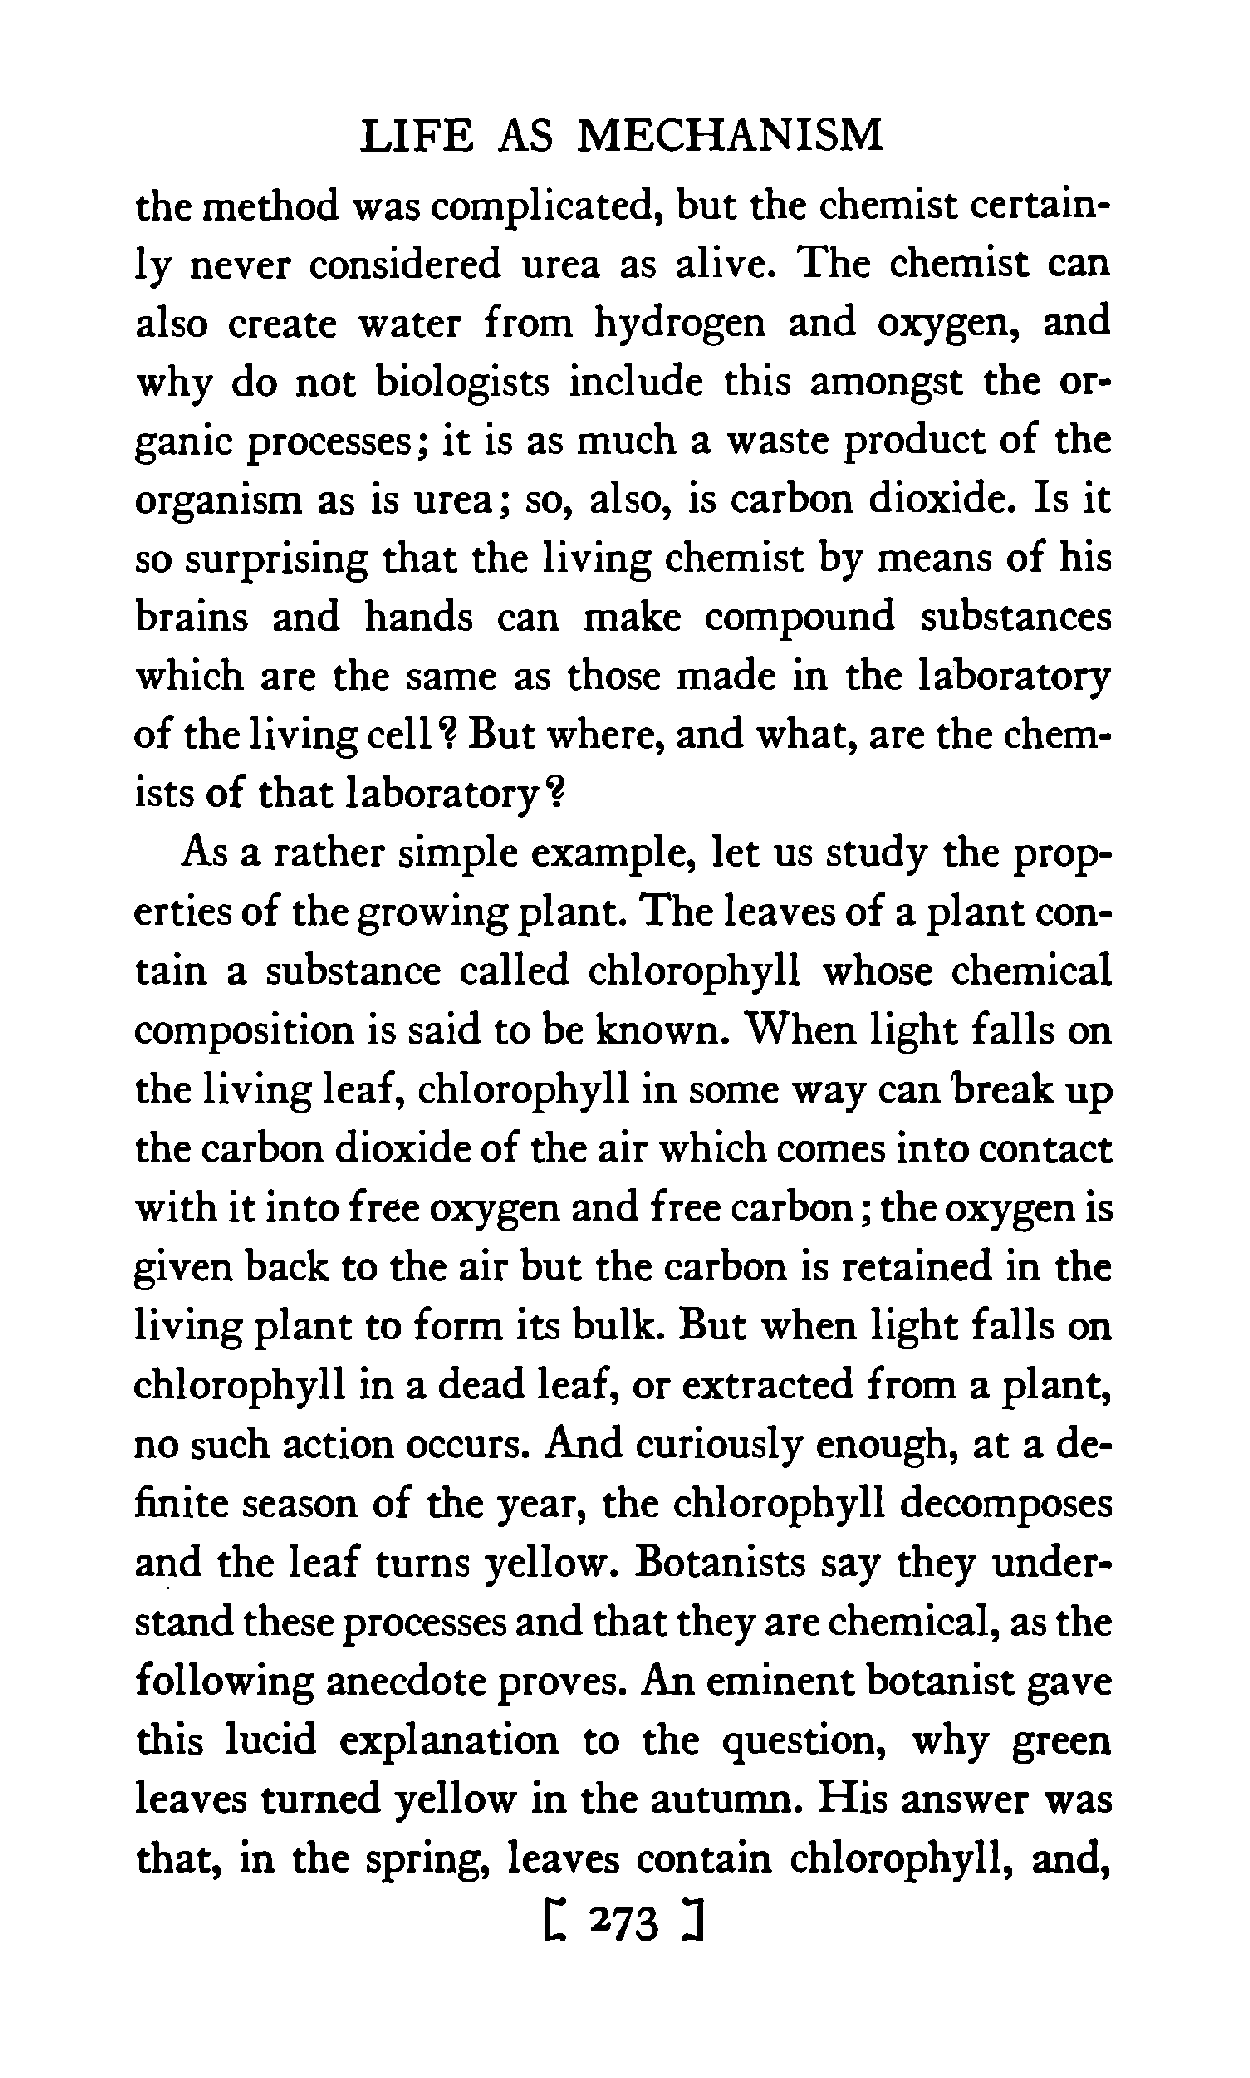 LIFE AS MECHANISM
the method was complicated, but the chemist certain-
ly never considered urea as alive. The chemist can
also create water from hydrogen and oxygen, and
why do not biologists include this amongst the or-
ganic processes; it is as much a waste product of the
organism as is urea; so, also, is carbon dioxide. Is it
so surprising that the living chemist by means of his
brains and hands can make compound substances
which are the same as those made in the laboratory
of the living cell? But where, and what, are the chem-
ists of that laboratory?
As a rather simple example, let us study the prop-
erties of the growing plant. The leaves of a plant con-
tain a substance called chlorophyll whose chemical
composition is said to be known. When light falls on
the living leaf, chlorophyll in some way can break up
the carbon dioxide of the air which comes into contact
with it into free oxygen and free carbon; the oxygen is
given back to the air but the carbon is retained in the
living plant to form its bulk. But when light falls on
chlorophyll in a dead leaf, or extracted from a plant,
no such action occurs. And curiously enough, at a de-
finite season of the year, the chlorophyll decomposes
and the leaf turns yellow. Botanists say they under-
stand these processes and that they are chemical, as the
following anecdote proves. An eminent botanist gave
this lucid explanation to the question, why green
leaves turned yellow in the autumn. His answer was
that, in the spring, leaves contain chlorophyll, and,
[ 273 ]